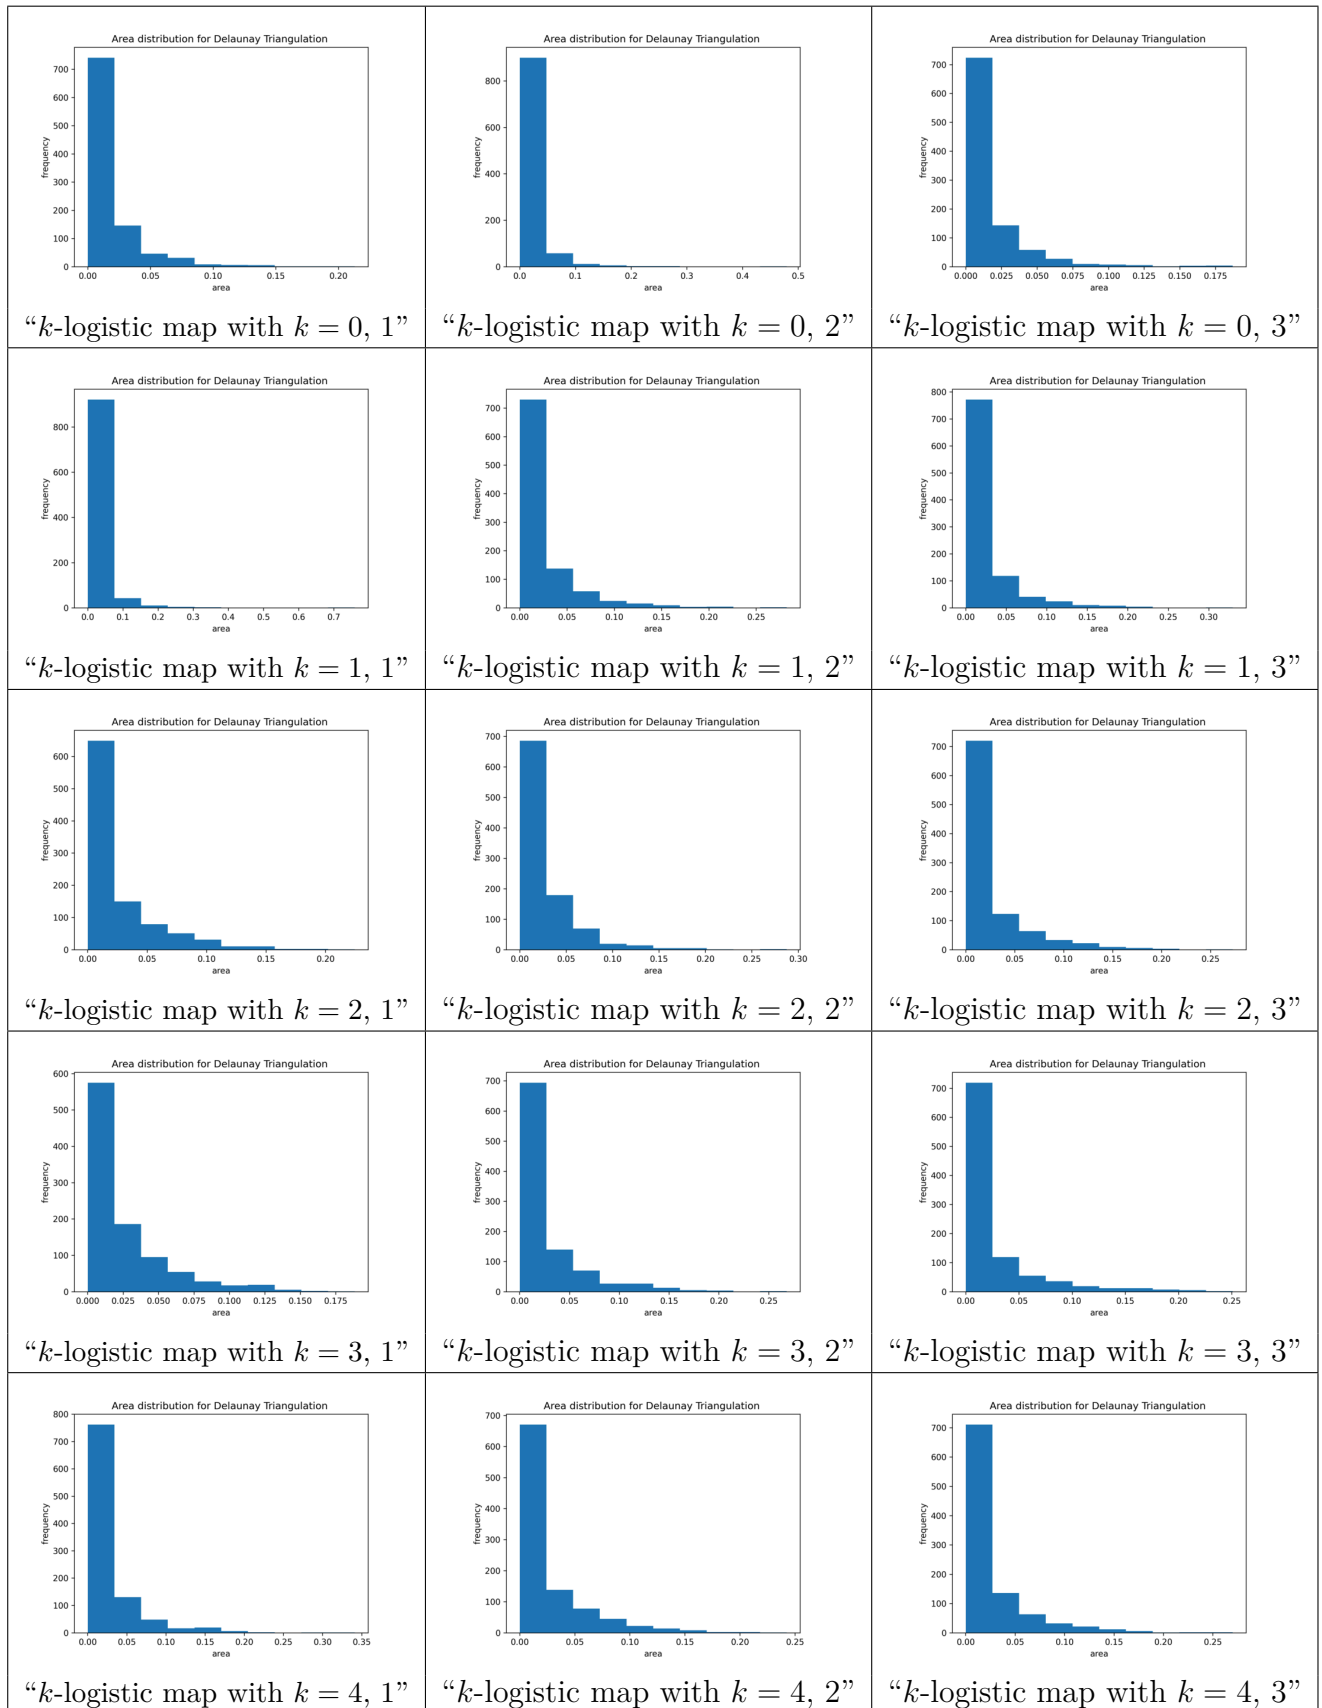 Area distribution for Delaunay Triangulation
frequency
700
600
500
400
300
200
100
0
0.00 0.05 0.10 0.15 0.20
area
“k-logistic map with k = 0, 1”
Area distribution for Delaunay Triangulation
frequency
800
600
400
200
0
0.0 0.1 0.2 0.3 0.4 0.5
area
“k-logistic map with k = 0, 2”
Area distribution for Delaunay Triangulation
frequency
700
600
500
400
300
200
100
0
0.000 0.025 0.050 0.075 0.100 0.125 0.150 0.175
area
“k-logistic map with k = 0, 3”
Area distribution for Delaunay Triangulation
frequency
800
600
400
200
0
0.0 0.1 0.2 0.3 0.4 0.5 0.6 0.7
area
“k-logistic map with k = 1, 1”
Area distribution for Delaunay Triangulation
frequency
700
600
500
400
300
200
100
0
0.00 0.05 0.10 0.15 0.20 0.25
area
“k-logistic map with k = 1, 2”
Area distribution for Delaunay Triangulation
frequency
800
700
600
500
400
300
200
100
0
0.00 0.05 0.10 0.15 0.20 0.25 0.30
area
“k-logistic map with k = 1, 3”
Area distribution for Delaunay Triangulation
frequency
600
500
400
300
200
100
0
0.00 0.05 0.10 0.15 0.20
area
“k-logistic map with k = 2, 1”
Area distribution for Delaunay Triangulation
frequency
700
600
500
400
300
200
100
0
0.00 0.05 0.10 0.15 0.20 0.25 0.30
area
“k-logistic map with k = 2, 2”
Area distribution for Delaunay Triangulation
frequency
700
600
500
400
300
200
100
0
0.00 0.05 0.10 0.15 0.20 0.25
area
“k-logistic map with k = 2, 3”
Area distribution for Delaunay Triangulation
frequency
600
500
400
300
200
100
0
0.000 0.025 0.050 0.075 0.100 0.125 0.150 0.175
area
“k-logistic map with k = 3, 1”
Area distribution for Delaunay Triangulation
frequency
700
600
500
400
300
200
100
0
0.00 0.05 0.10 0.15 0.20 0.25
area
“k-logistic map with k = 3, 2”
Area distribution for Delaunay Triangulation
frequency
700
600
500
400
300
200
100
0
0.00 0.05 0.10 0.15 0.20 0.25
area
“k-logistic map with k = 3, 3”
Area distribution for Delaunay Triangulation
frequency
800
700
600
500
400
300
200
100
0
0.00 0.05 0.10 0.15 0.20 0.25 0.30 0.35
area
“k-logistic map with k = 4, 1”
Area distribution for Delaunay Triangulation
frequency
700
600
500
400
300
200
100
0
0.00 0.05 0.10 0.15 0.20 0.25
area
“k-logistic map with k = 4, 2”
Area distribution for Delaunay Triangulation
frequency
700
600
500
400
300
200
100
0
0.00 0.05 0.10 0.15 0.20 0.25
area
“k-logistic map with k = 4, 3”